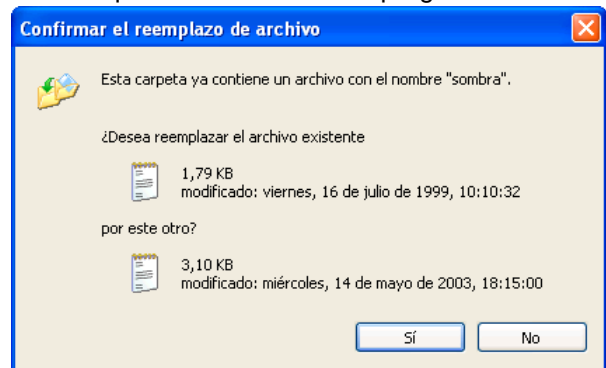 Confirmar el reemplazo de archivo
Esta carpeta ya contiene un archivo con el nombre "sombra".
¿Desea reemplazar el archivo existente
1,79 KB
modificado: viernes, 16 de julio de 1999, 10:10:32
por este otro?
3,10 KB
modificado: miércoles, 14 de mayo de 2003, 18:15:00
Sí No